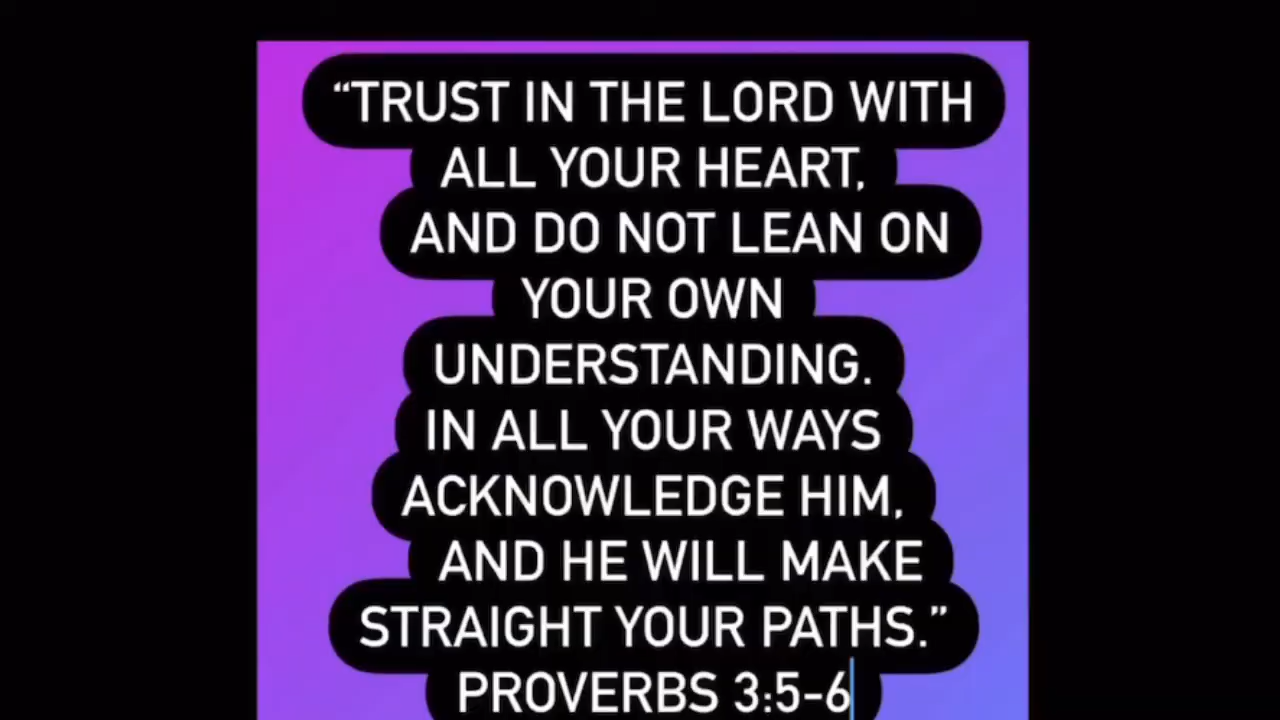 “TRUST IN THE LORD WITH
ALL YOUR HEART,
AND DO NOT LEAN ON
YOUR OWN
UNDERSTANDING.
IN ALL YOUR WAYS
ACKNOWLEDGE HIM,
AND HE WILL MAKE
STRAIGHT YOUR PATHS.”
PROVERBS 3:5-6